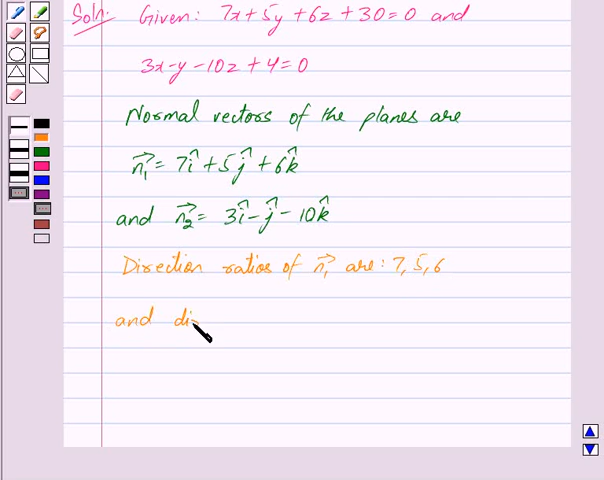 Soln: Given: 7x+5y+6z+30=0 and
3x-y-10z+4=0
Normal vectors of the planes are
n₁⃗ = 7î+5ĵ+6k̂
and n₂⃗ = 3î-ĵ-10k̂
Direction ratios of n₁⃗ are: 7, 5, 6
and di